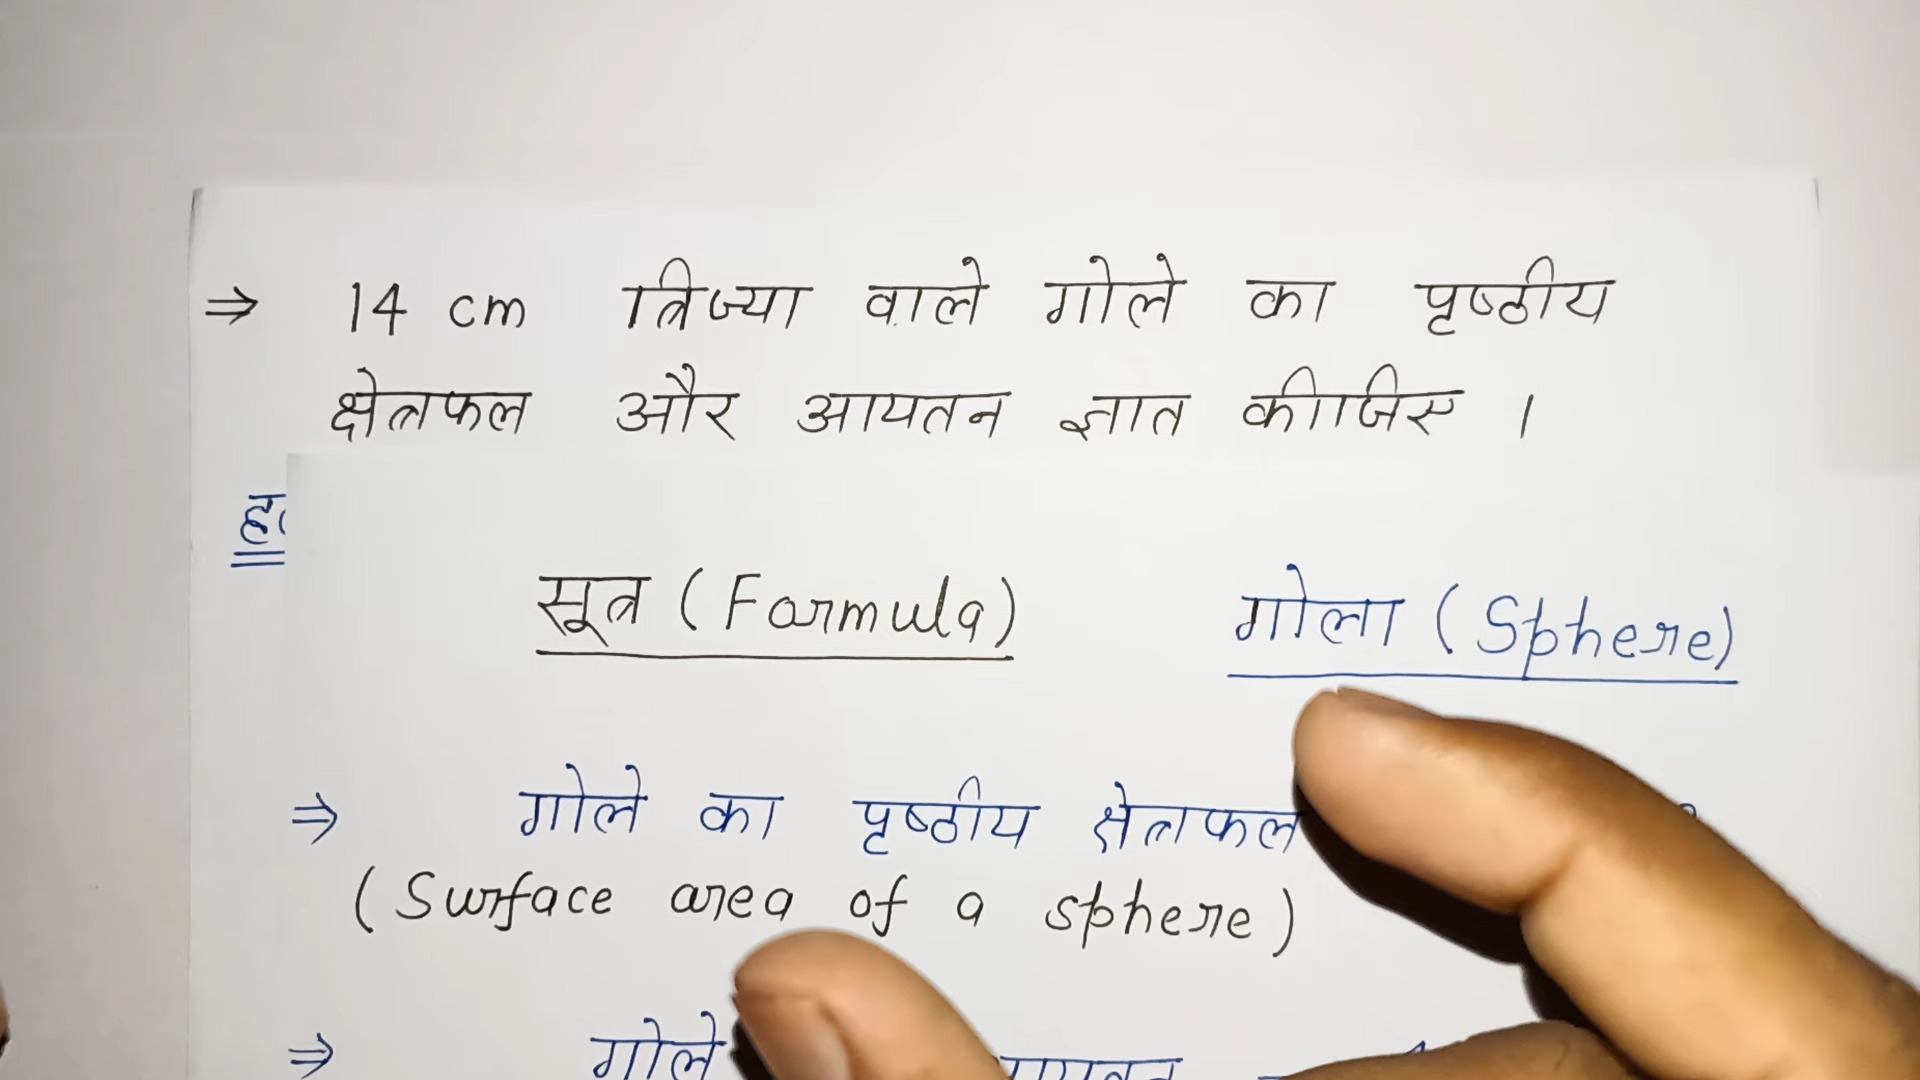 ⇒ 14 cm त्रिज्या वाले गोले का पृष्ठीय
क्षेत्रफल और आयतन ज्ञात कीजिए ।
सूत्र (Formula) गोला (Sphere)
⇒ गोले का पृष्ठीय क्षेत्रफल
(Surface area of a sphere)
⇒ गोले